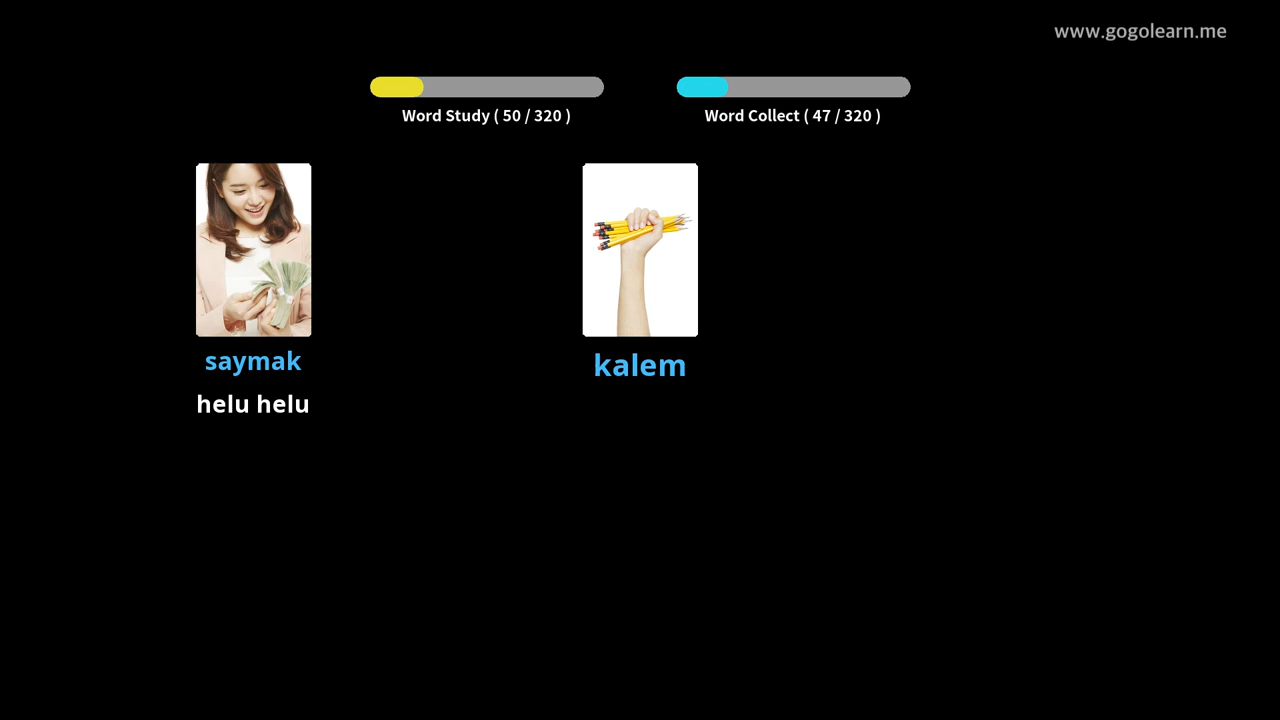 www.gogolearn.me
Word Study ( 50 / 320 )
Word Collect ( 47 / 320 )
saymak
helu helu
kalem